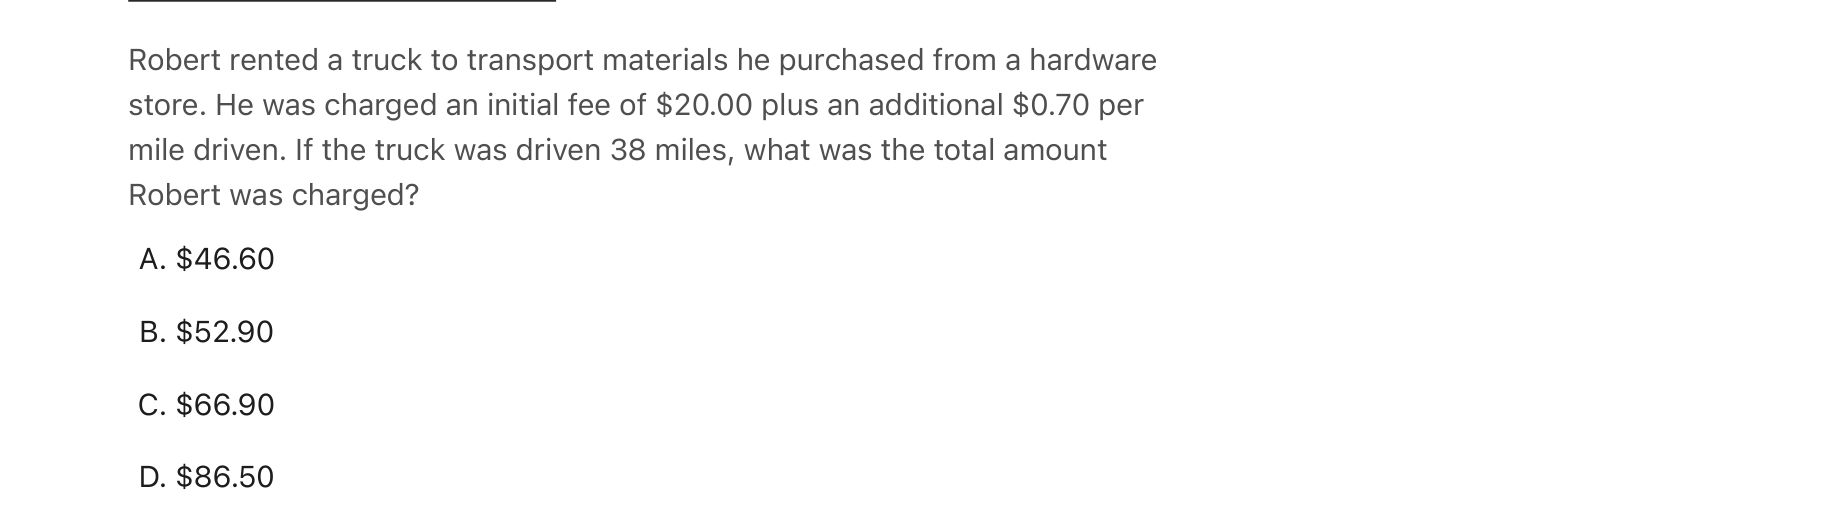 Robert rented a truck to transport materials he purchased from a hardware
store. He was charged an initial fee of $20.00 plus an additional $0.70 per
mile driven. If the truck was driven 38 miles, what was the total amount
Robert was charged?
A. $46.60
B. $52.90
C. $66.90
D. $86.50